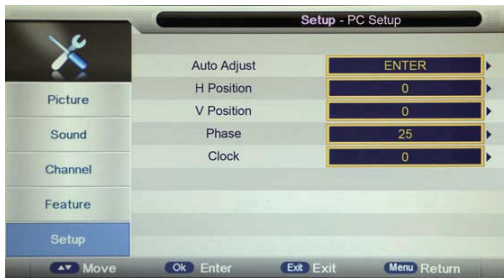 Setup - PC Setup
Auto Adjust ENTER
H Position 0
V Position 0
Phase 25
Clock 0
Picture
Sound
Channel
Feature
Setup
Move Ok Enter Exit Exit Menu Return